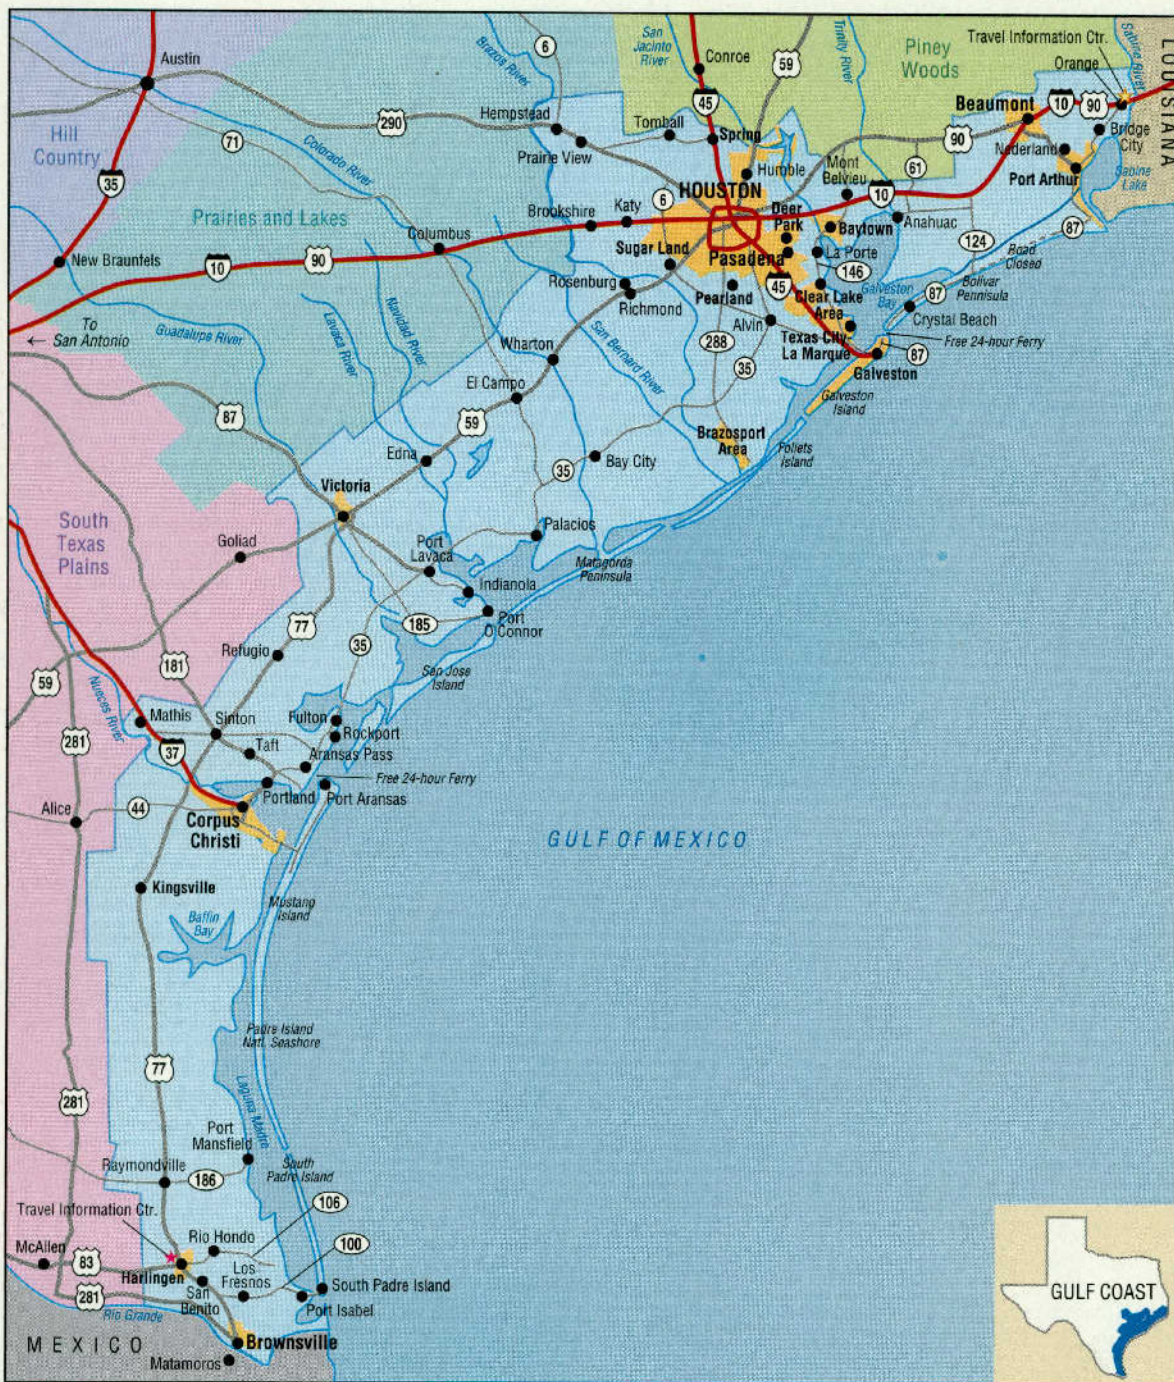 Austin
Hill
Country
35
New Braunfels
To
← San Antonio
10
90
71
290
Colorado River
Prairies and Lakes
Columbus
Guadalupe River
Lavaca River
Navidad River
87
Brazos River
6
Hempstead
Prairie View
Brookshire
Katy
San
Jacinto
River
Conroe
45
59
Trinity River
Piney
Woods
Travel Information Ctr.
Orange
Sabine River
LOUISIANA
Beaumont
10
90
90
Bridge
City
Nederland
Port Arthur
Sabine
Lake
87
Tomball
Spring
Humble
HOUSTON
6
Mont
Belvieu
61
10
Anahuac
124
Road
Closed
Deer
Park
Baytown
La Porte
146
Sugar Land
Pasadena
Rosenburg
Richmond
Pearland
45
Clear Lake
Area
Galveston
Bay
87
Bolivar
Pennisula
Crystal Beach
Free 24-hour Ferry
87
Alvin
Texas City-
La Marque
Galveston
Galveston
Island
San Bernard River
288
35
Wharton
El Campo
59
Brazosport
Area
Follets
Island
Edna
35
Bay City
Victoria
South
Texas
Plains
Goliad
Port
Lavaca
Palacios
Indianola
Matagorda
Peninsula
Port
O'Connor
185
77
35
Refugio
San Jose
Island
59
181
Nueces River
Mathis
Sinton
Fulton
Rockport
281
37
Taft
Aransas Pass
Free 24-hour Ferry
Portland
Port Aransas
Alice
44
Corpus
Christi
GULF OF MEXICO
Kingsville
Mustang
Island
Baffin
Bay
Padre Island
Natl. Seashore
77
281
Laguna Madre
Port
Mansfield
South
Padre Island
Raymondville
186
Travel Information Ctr.
106
Rio Hondo
100
McAllen
83
Harlingen
Los
Fresnos
San
Benito
South Padre Island
281
Port Isabel
Rio Grande
MEXICO
Brownsville
Matamoros
GULF COAST